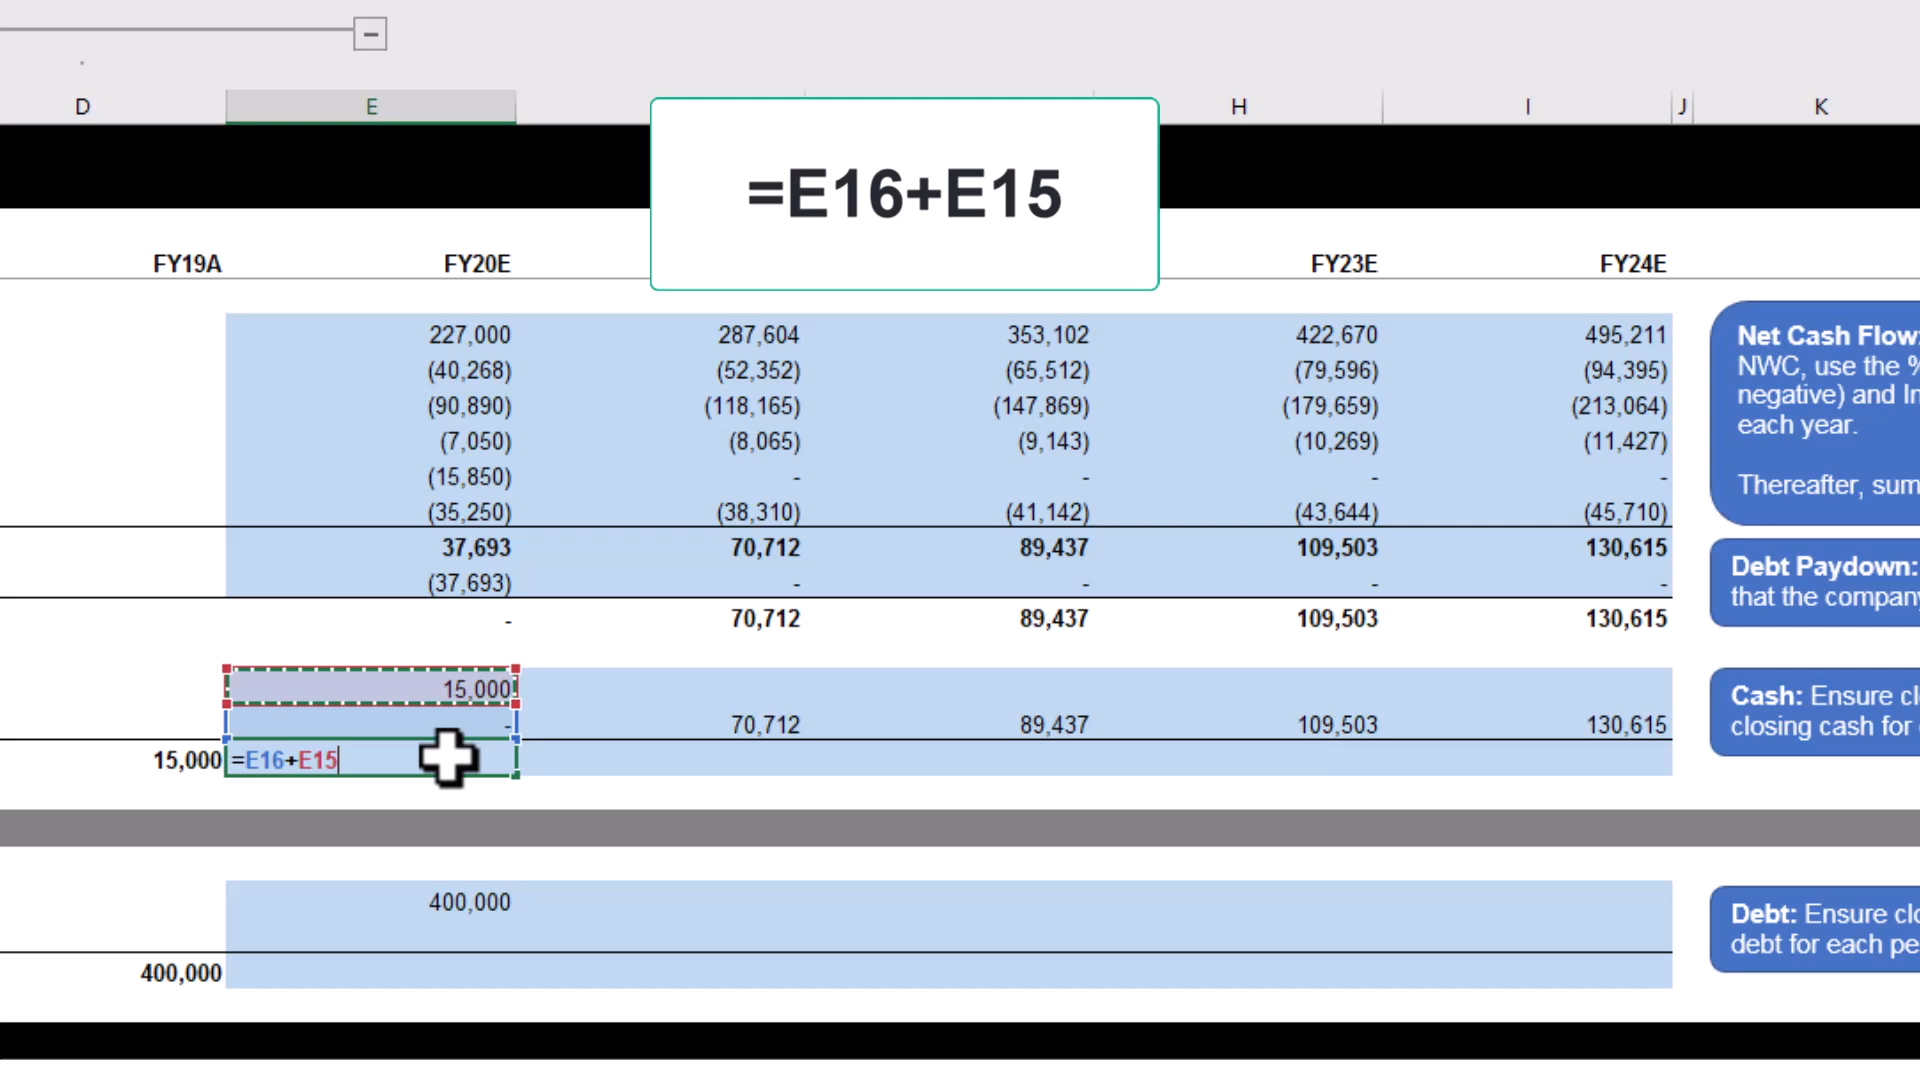 D E H I J K
=E16+E15
FY19A FY20E FY23E FY24E
227,000 287,604 353,102 422,670 495,211
(40,268) (52,352) (65,512) (79,596) (94,395)
(90,890) (118,165) (147,869) (179,659) (213,064)
(7,050) (8,065) (9,143) (10,269) (11,427)
(15,850) - - - -
(35,250) (38,310) (41,142) (43,644) (45,710)
37,693 70,712 89,437 109,503 130,615
(37,693) - - - -
- 70,712 89,437 109,503 130,615
15,000
- 70,712 89,437 109,503 130,615
15,000 =E16+E15
400,000
400,000
Net Cash Flow:
NWC, use the %
negative) and In
each year.
Thereafter, sum
Debt Paydown:
that the company
Cash: Ensure clo
closing cash for
Debt: Ensure clo
debt for each pe